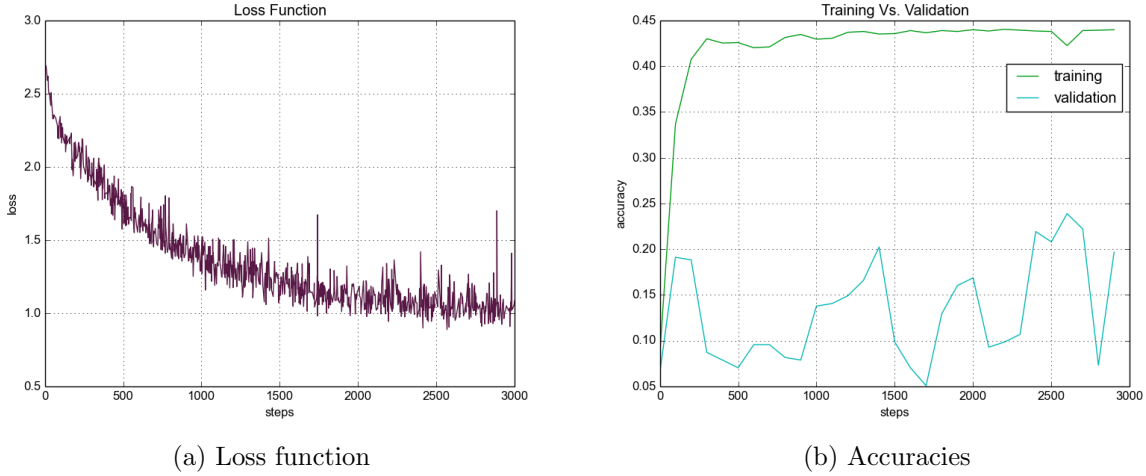 Loss Function
3.0
2.5
2.0
1.5
1.0
0.5
loss
0 500 1000 1500 2000 2500 3000
steps
(a) Loss function
Training Vs. Validation
0.45
0.40
0.35
0.30
0.25
0.20
0.15
0.10
0.05
accuracy
training
validation
0 500 1000 1500 2000 2500 3000
steps
(b) Accuracies